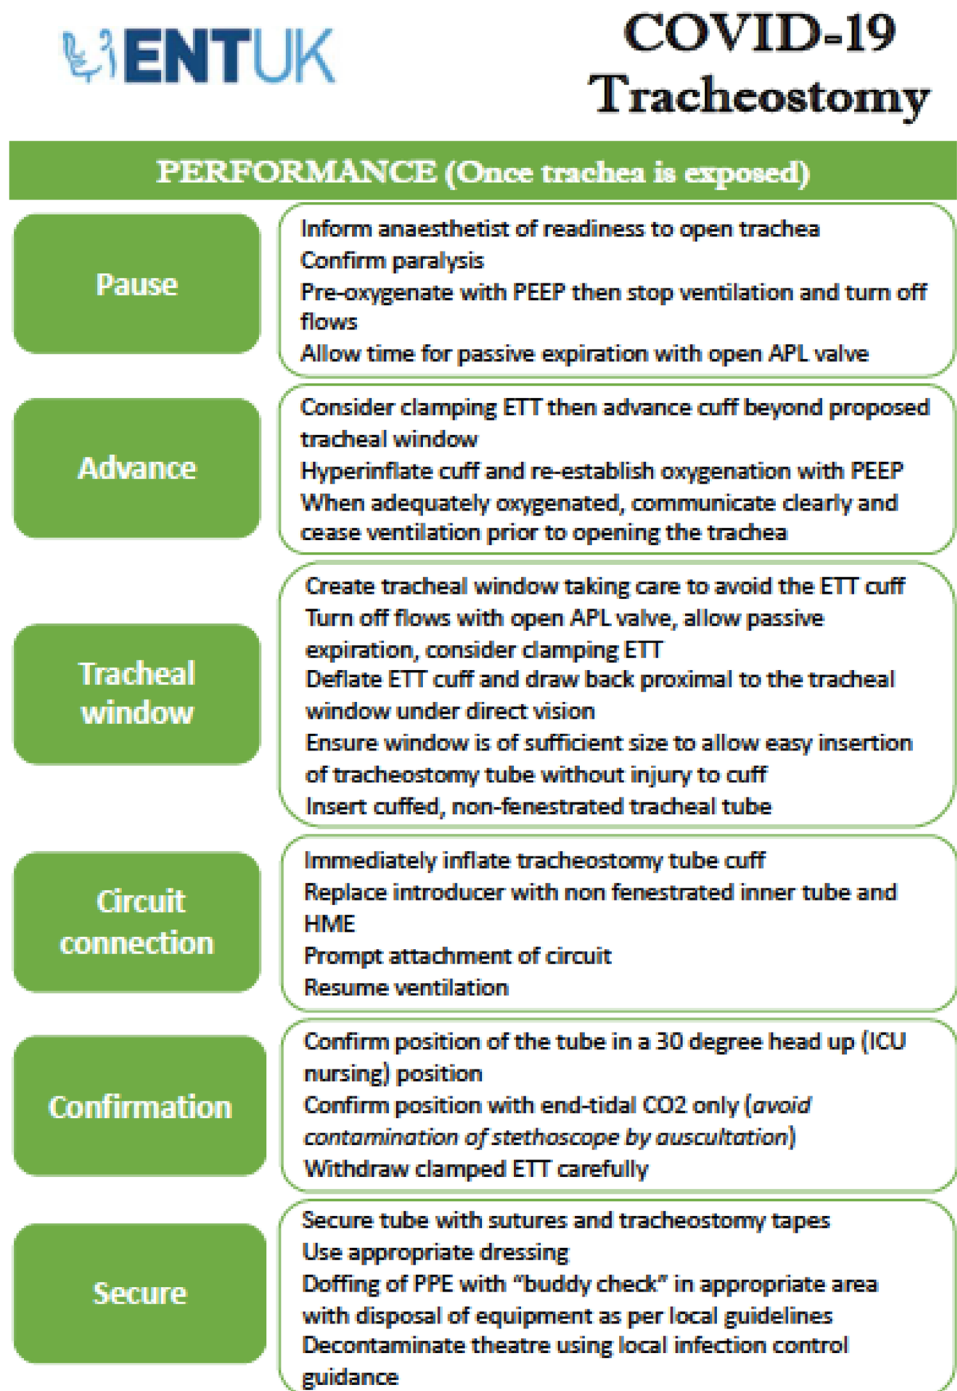 ENTUK
COVID-19
Tracheostomy
PERFORMANCE (Once trachea is exposed)
Pause
Inform anaesthetist of readiness to open trachea
Confirm paralysis
Pre-oxygenate with PEEP then stop ventilation and turn off
flows
Allow time for passive expiration with open APL valve
Advance
Consider clamping ETT then advance cuff beyond proposed
tracheal window
Hyperinflate cuff and re-establish oxygenation with PEEP
When adequately oxygenated, communicate clearly and
cease ventilation prior to opening the trachea
Tracheal
window
Create tracheal window taking care to avoid the ETT cuff
Turn off flows with open APL valve, allow passive
expiration, consider clamping ETT
Deflate ETT cuff and draw back proximal to the tracheal
window under direct vision
Ensure window is of sufficient size to allow easy insertion
of tracheostomy tube without injury to cuff
Insert cuffed, non-fenestrated tracheal tube
Circuit
connection
Immediately inflate tracheostomy tube cuff
Replace introducer with non fenestrated inner tube and
HME
Prompt attachment of circuit
Resume ventilation
Confirmation
Confirm position of the tube in a 30 degree head up (ICU
nursing) position
Confirm position with end-tidal CO2 only (avoid
contamination of stethoscope by auscultation)
Withdraw clamped ETT carefully
Secure
Secure tube with sutures and tracheostomy tapes
Use appropriate dressing
Doffing of PPE with “buddy check” in appropriate area
with disposal of equipment as per local guidelines
Decontaminate theatre using local infection control
guidance